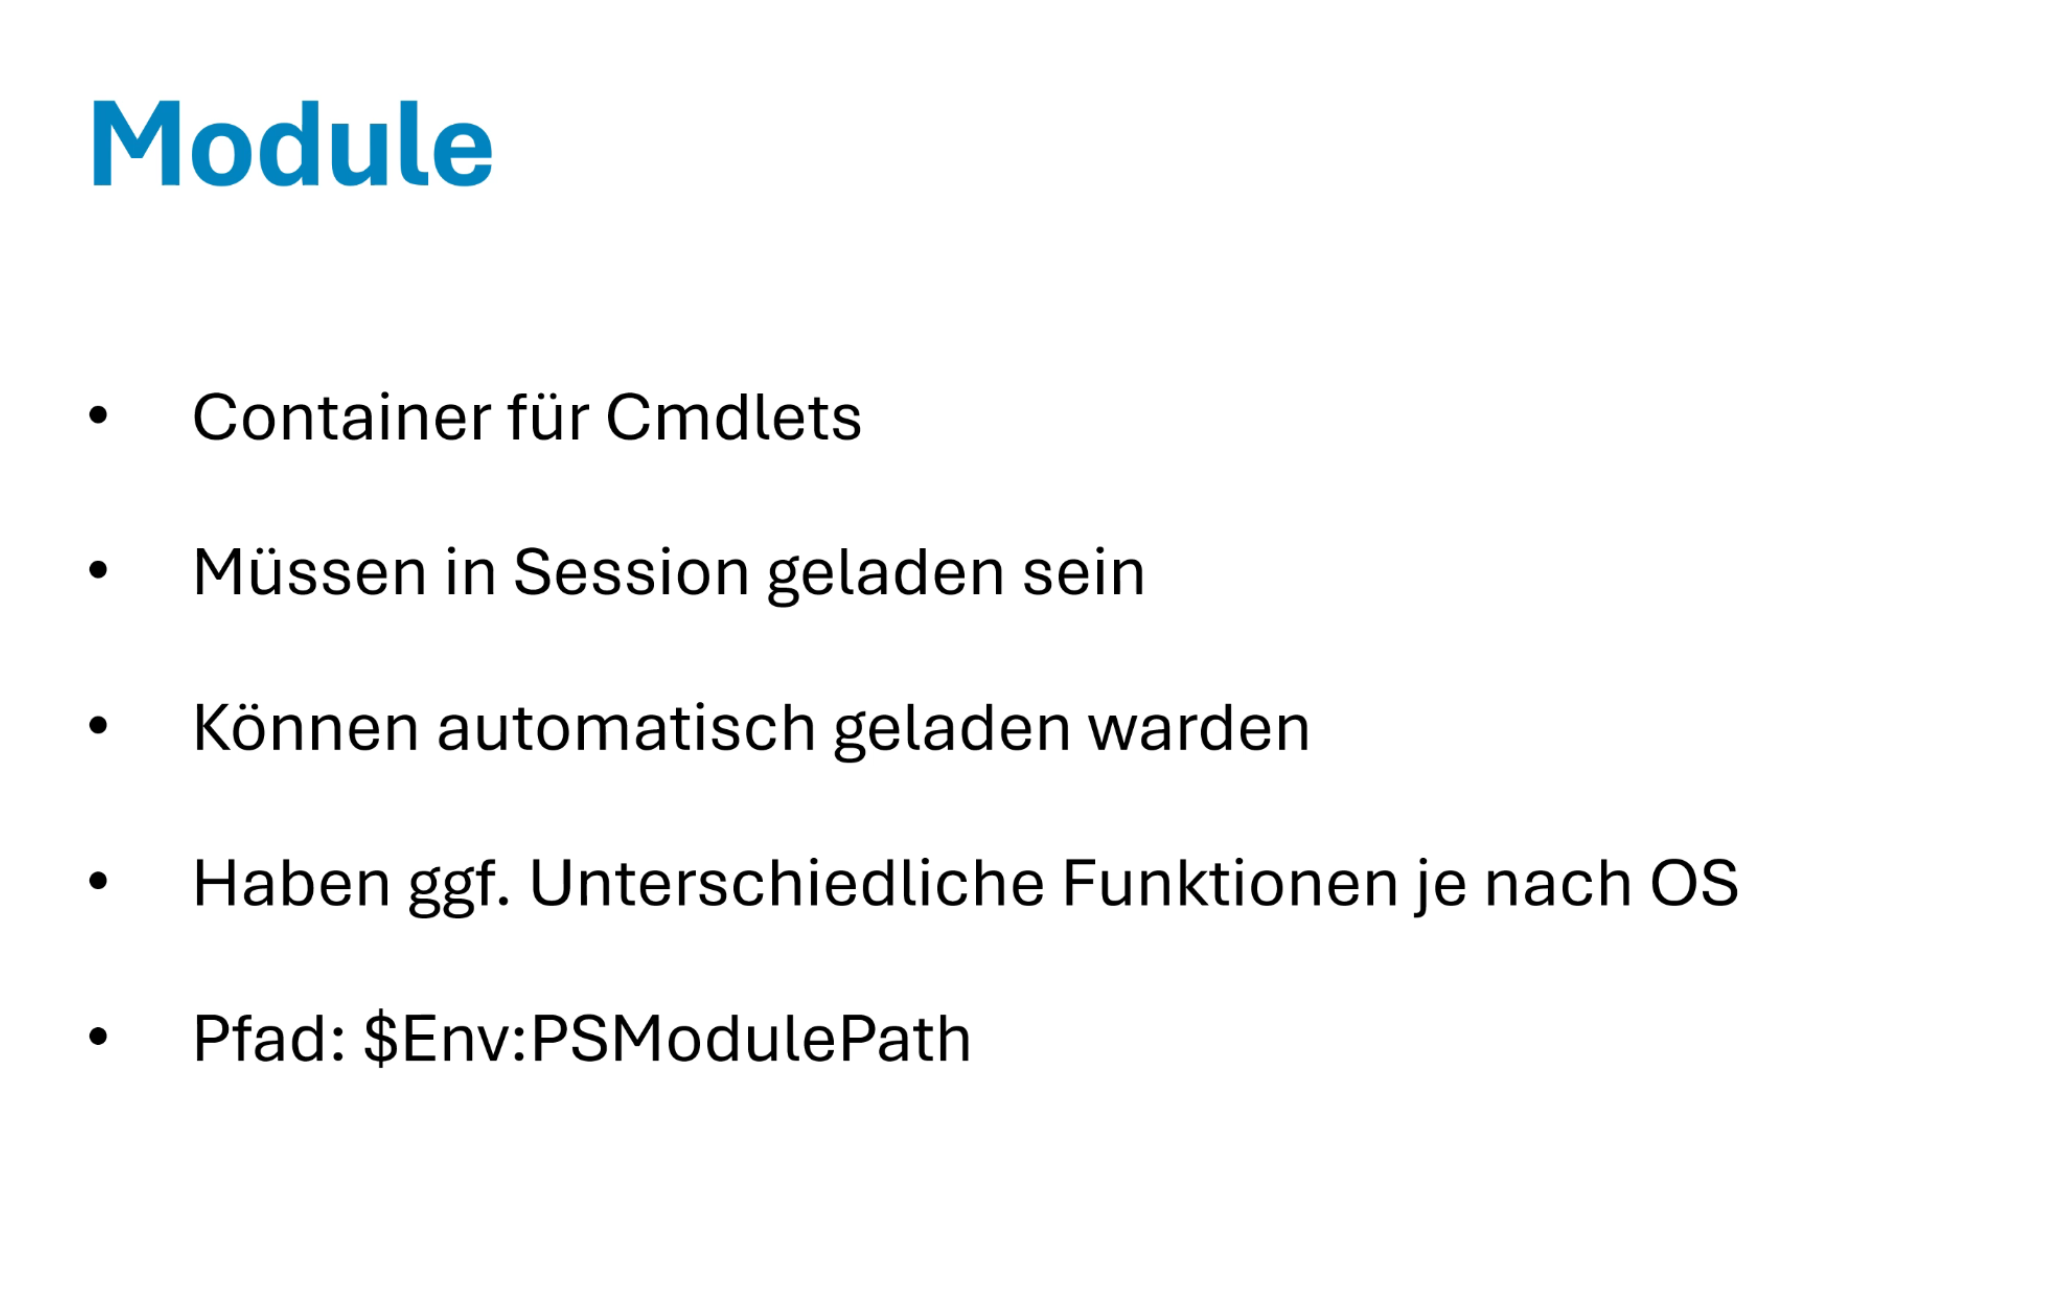 Module
• Container für Cmdlets
• Müssen in Session geladen sein
• Können automatisch geladen warden
• Haben ggf. Unterschiedliche Funktionen je nach OS
• Pfad: $Env:PSModulePath